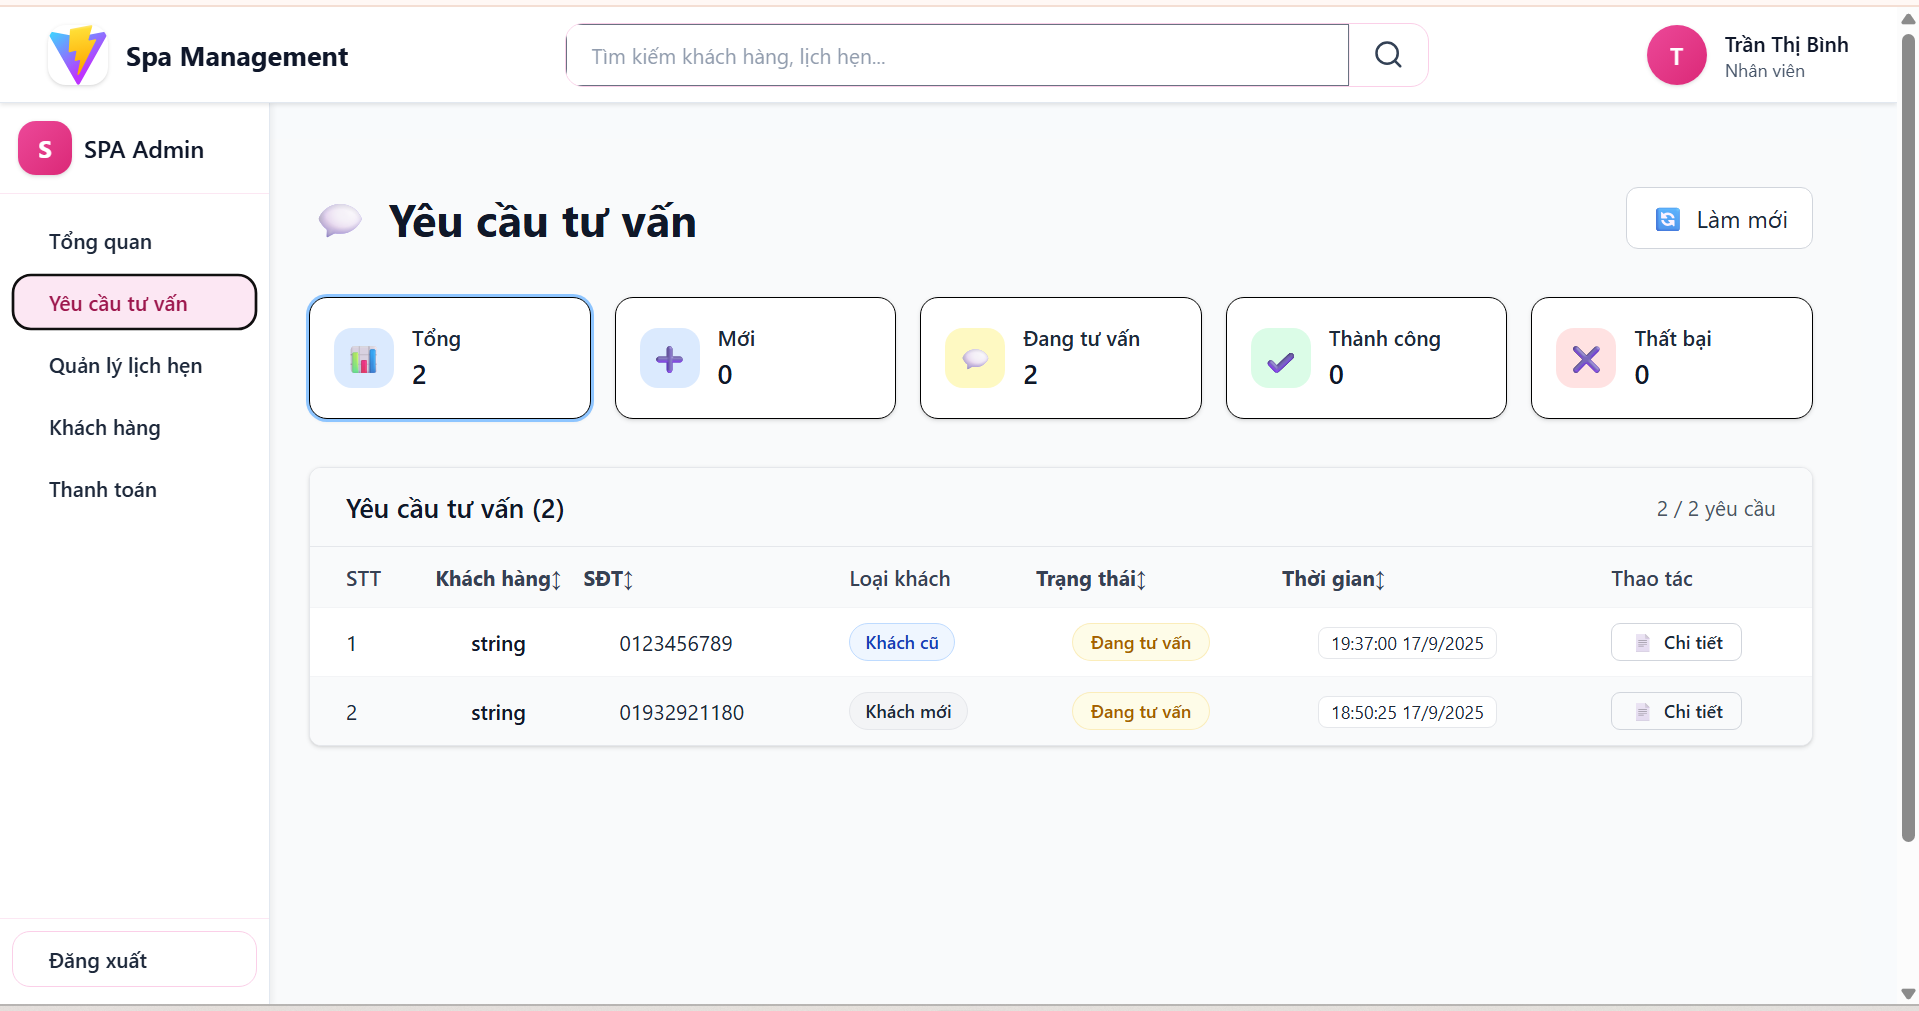 Spa Management
Tìm kiếm khách hàng, lịch hẹn...
T
Trần Thị Bình
Nhân viên
S
SPA Admin
Tổng quan
Yêu cầu tư vấn
Quản lý lịch hẹn
Khách hàng
Thanh toán
Đăng xuất
Yêu cầu tư vấn
Làm mới
Tổng
2
Mới
0
Đang tư vấn
2
Thành công
0
Thất bại
0
Yêu cầu tư vấn (2)
2 / 2 yêu cầu
STT Khách hàng↕ SĐT↕ Loại khách Trạng thái↕ Thời gian↕ Thao tác
1 string 0123456789 Khách cũ Đang tư vấn 19:37:00 17/9/2025 Chi tiết
2 string 01932921180 Khách mới Đang tư vấn 18:50:25 17/9/2025 Chi tiết